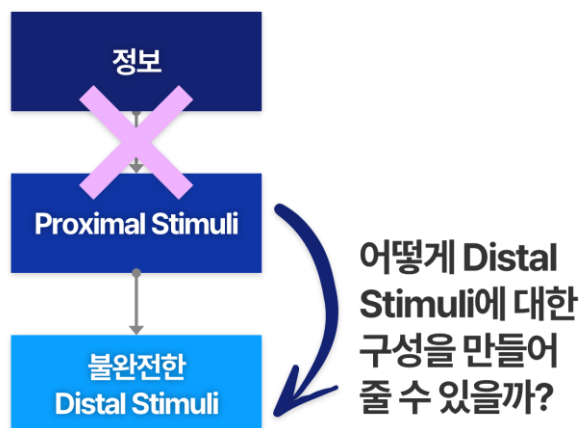 정보
Proximal Stimuli
어떻게 Distal
Stimuli에 대한
구성을 만들어
줄 수 있을까?
불완전한
Distal Stimuli